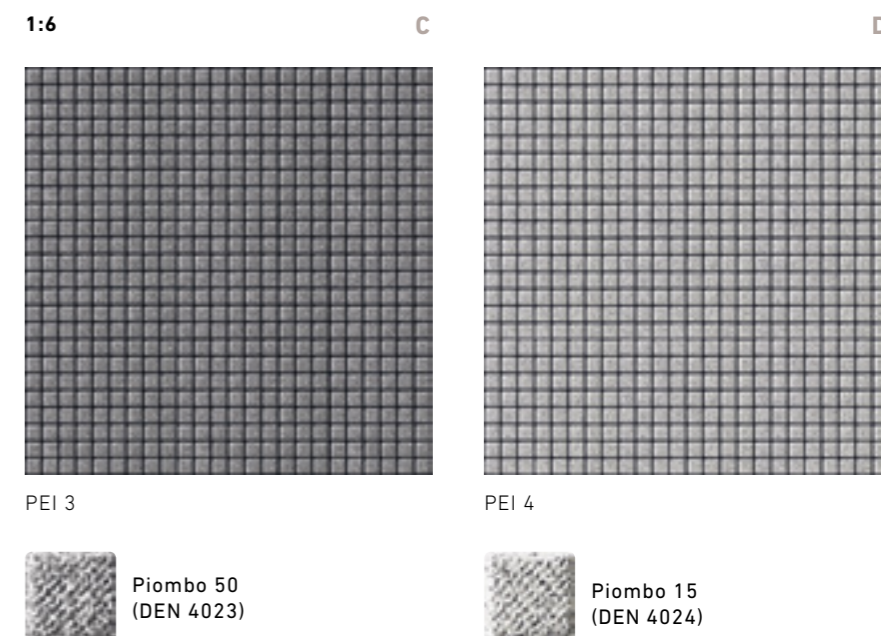 1:6
C
D
PEI 3
PEI 4
Piombo 50
(DEN 4023)
Piombo 15
(DEN 4024)